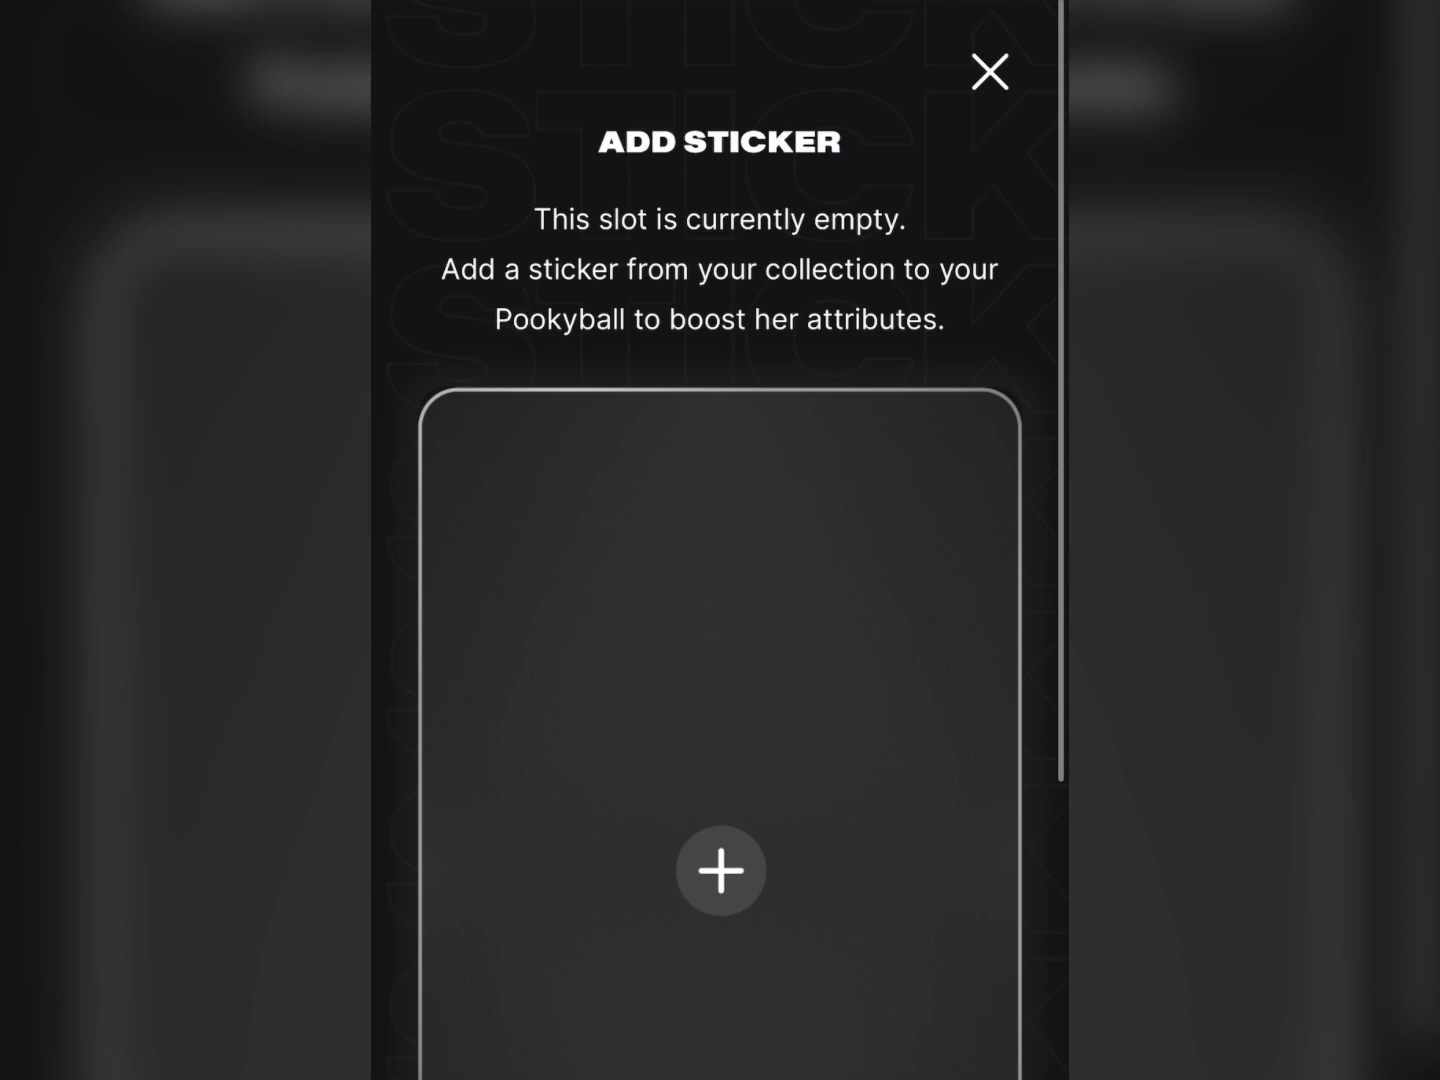 ADD STICKER
This slot is currently empty.
Add a sticker from your collection to your
Pookyball to boost her attributes.